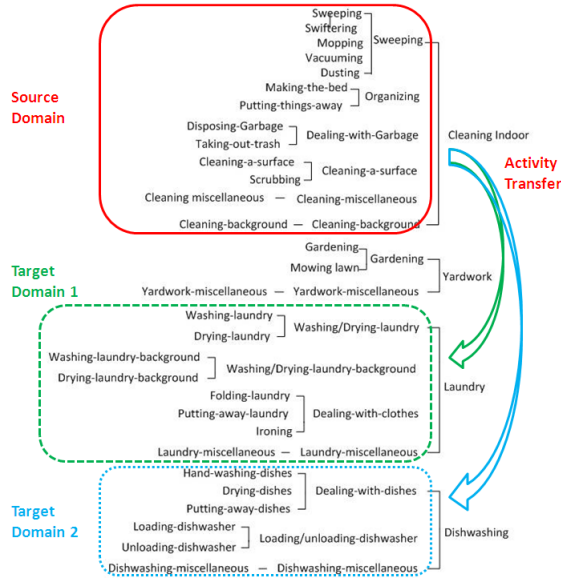 Sweeping
Swiftering
Mopping
Sweeping
Vacuuming
Dusting
Making-the-bed
Organizing
Putting-things-away
Source
Domain
Disposing-Garbage
Dealing-with-Garbage
Taking-out-trash
Cleaning Indoor
Cleaning-a-surface
Cleaning-a-surface
Scrubbing
Activity
Transfer
Cleaning miscellaneous — Cleaning-miscellaneous
Cleaning-background — Cleaning-background
Gardening
Gardening
Mowing lawn
Yardwork
Yardwork-miscellaneous — Yardwork-miscellaneous
Target
Domain 1
Washing-laundry
Washing/Drying-laundry
Drying-laundry
Washing-laundry-background
Washing/Drying-laundry-background
Drying-laundry-background
Laundry
Folding-laundry
Putting-away-laundry
Dealing-with-clothes
Ironing
Laundry-miscellaneous — Laundry-miscellaneous
Hand-washing-dishes
Drying-dishes
Dealing-with-dishes
Putting-away-dishes
Target
Domain 2
Loading-dishwasher
Loading/unloading-dishwasher
Unloading-dishwasher
Dishwashing
Dishwashing-miscellaneous — Dishwashing-miscellaneous